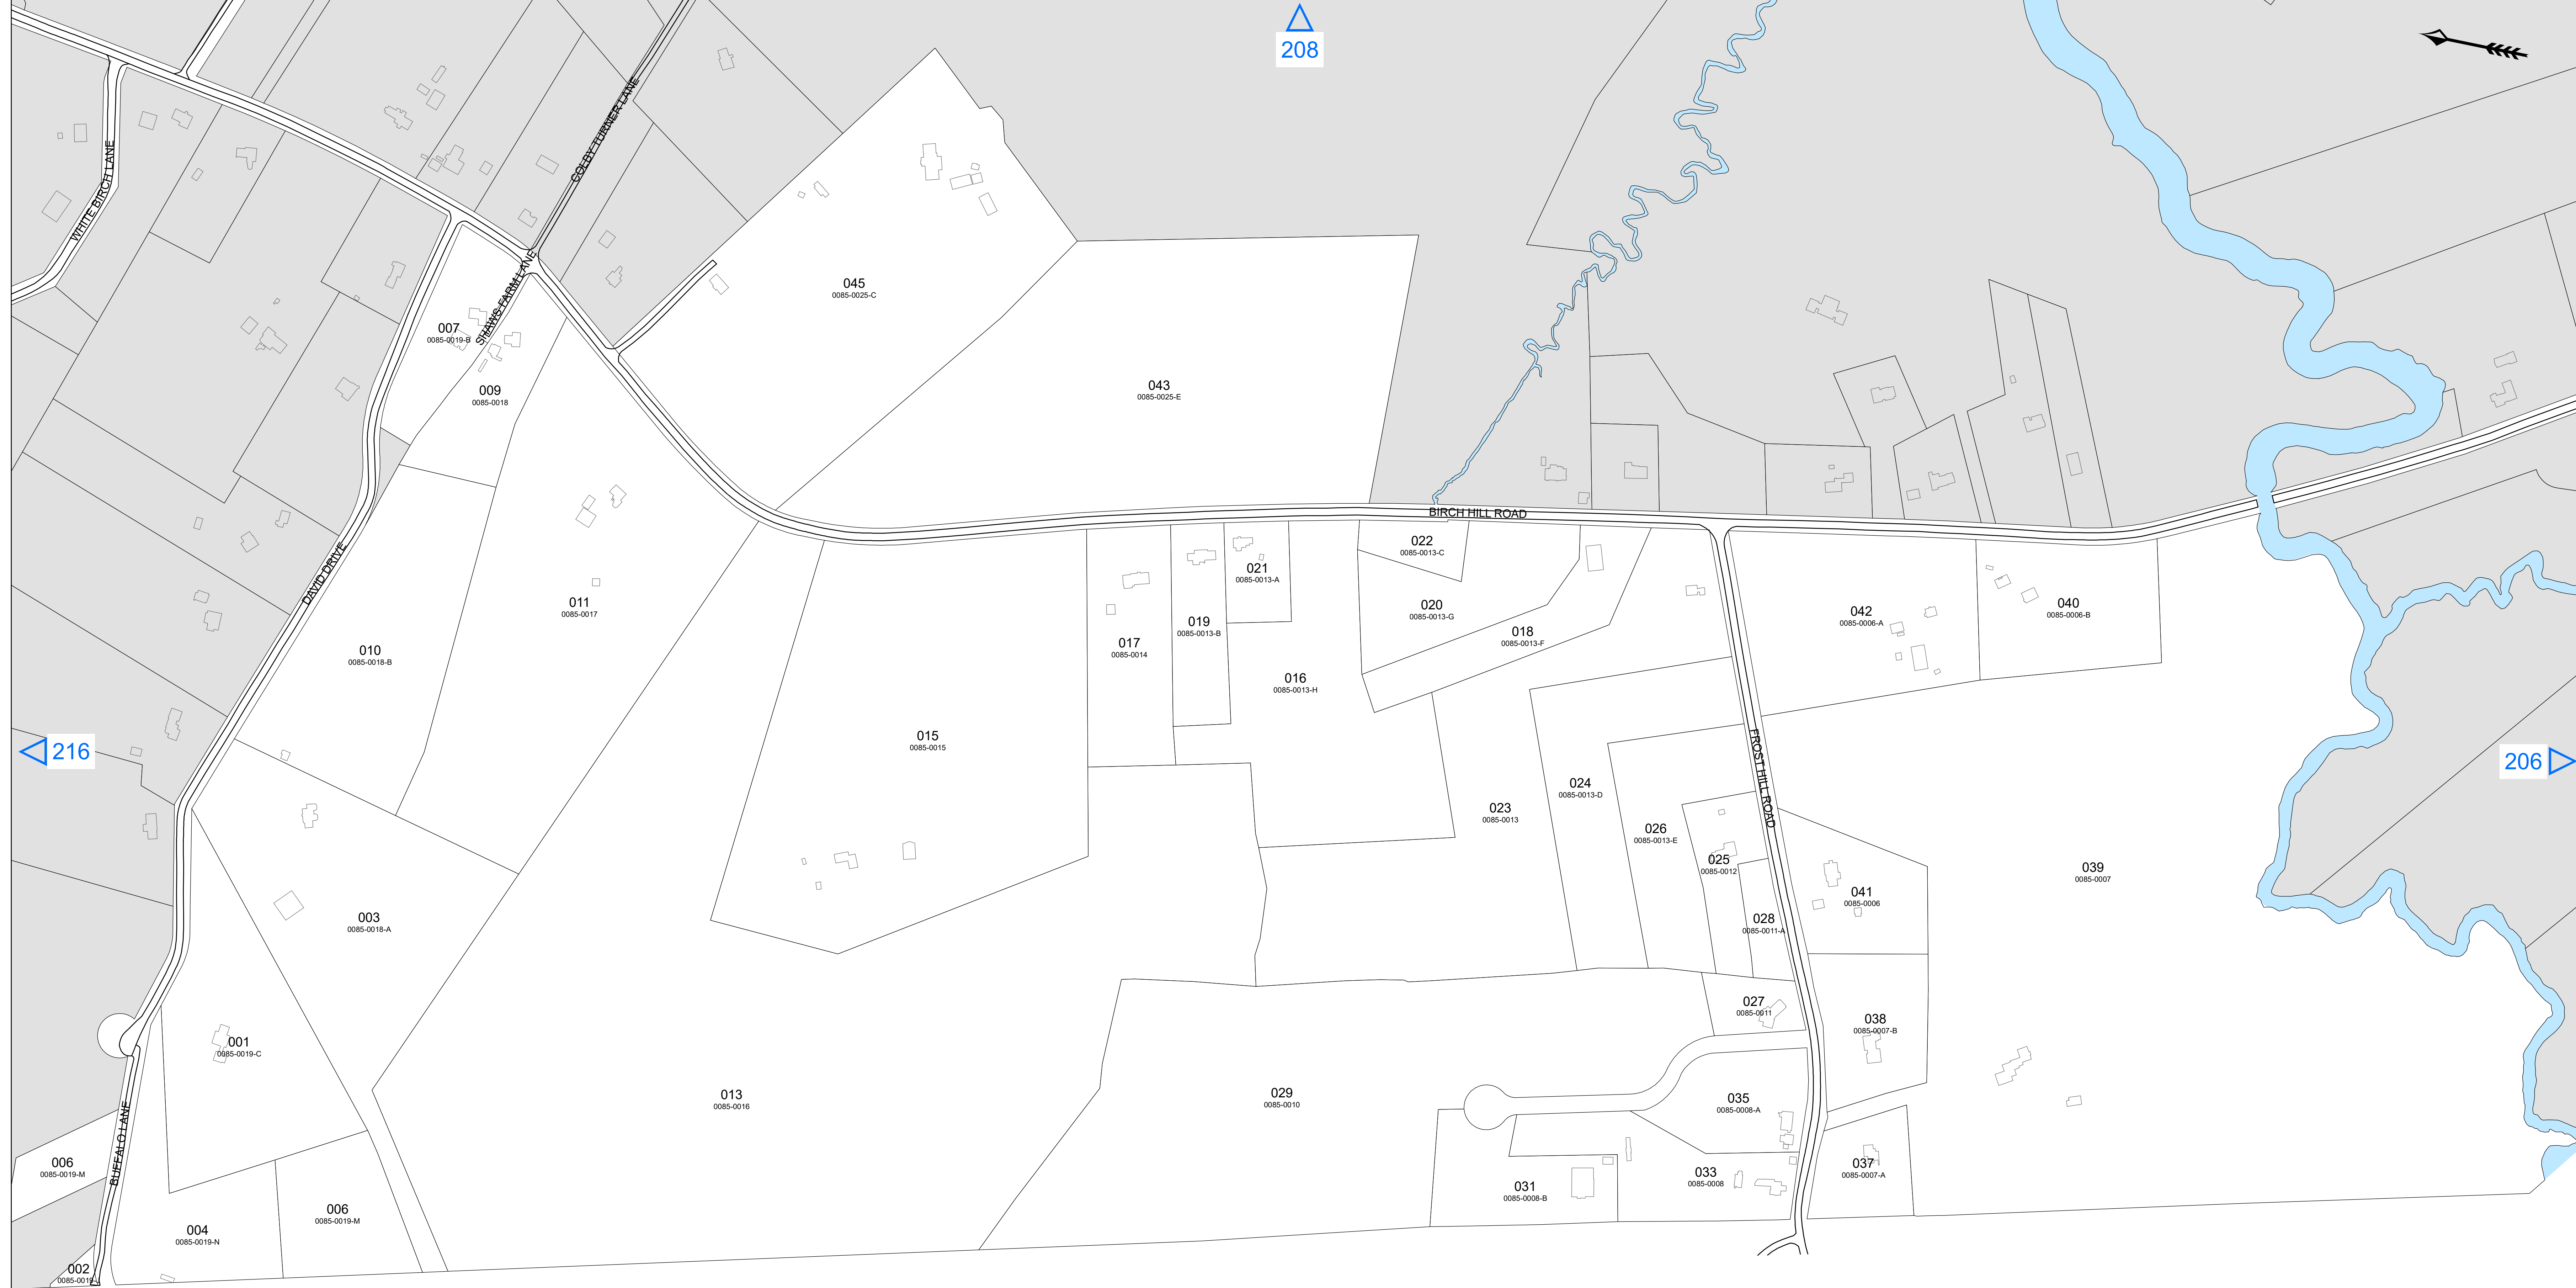 208
WHITE BIRCH LANE
COLBY TURNER LANE
SHAWS FARM LANE
045
0085-0025-C
007
0085-0019-B
043
0085-0025-E
009
0085-0018
BIRCH HILL ROAD
022
0085-0013-C
DAVID DRIVE
021
0085-0013-A
011
0085-0017
020
0085-0013-G
042
0085-0006-A
040
0085-0006-B
019
0085-0013-B
018
0085-0013-F
017
0085-0014
010
0085-0018-B
016
0085-0013-H
015
0085-0015
216
206
FROST HILL ROAD
024
0085-0013-D
023
0085-0013
026
0085-0013-E
025
0085-0012
039
0085-0007
041
0085-0006
003
0085-0018-A
028
0085-0011-A
027
0085-0011
038
0085-0007-B
001
0085-0019-C
013
0085-0016
029
0085-0010
035
0085-0008-A
BUFFALO LANE
006
0085-0019-M
037
0085-0007-A
033
0085-0008
031
0085-0008-B
006
0085-0019-M
004
0085-0019-N
002